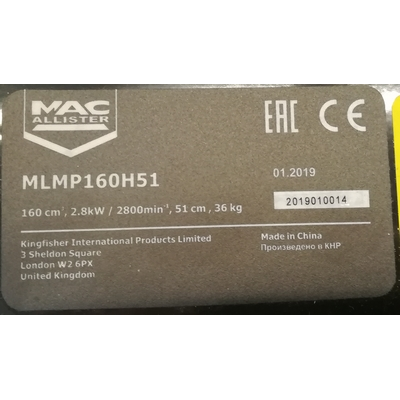 MAC
ALLISTER
EAC CE
MLMP160H51
01.2019
160 cm³, 2.8kW / 2800min⁻¹, 51 cm, 36 kg
2019010014
Kingfisher International Products Limited
3 Sheldon Square
London W2 6PX
United Kingdom
Made in China
Произведено в КНР